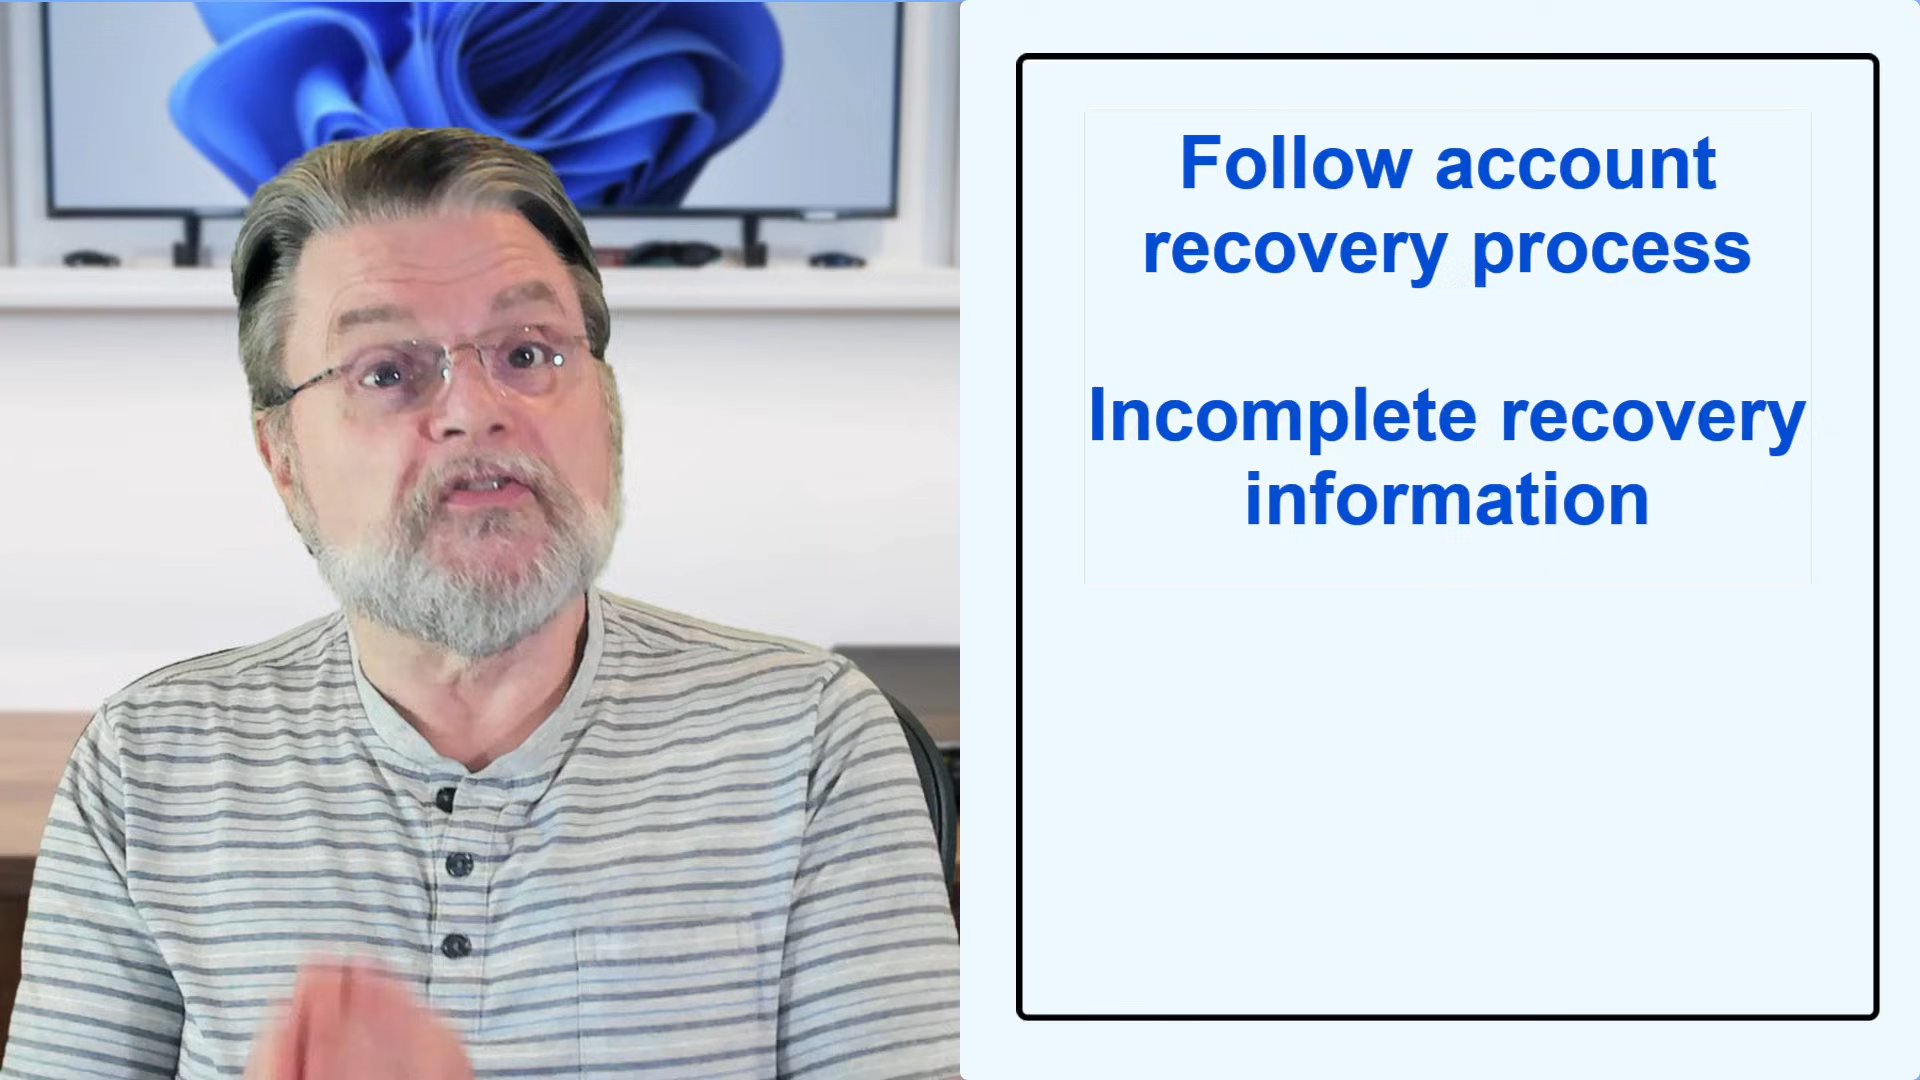 Follow account
recovery process
Incomplete recovery
information